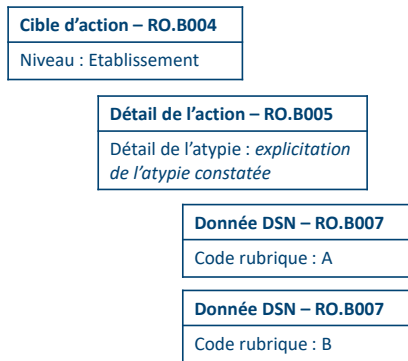 Cible d'action – RO.B004
Niveau : Etablissement
Détail de l'action – RO.B005
Détail de l'atypie : explicitation
de l'atypie constatée
Donnée DSN – RO.B007
Code rubrique : A
Donnée DSN – RO.B007
Code rubrique : B